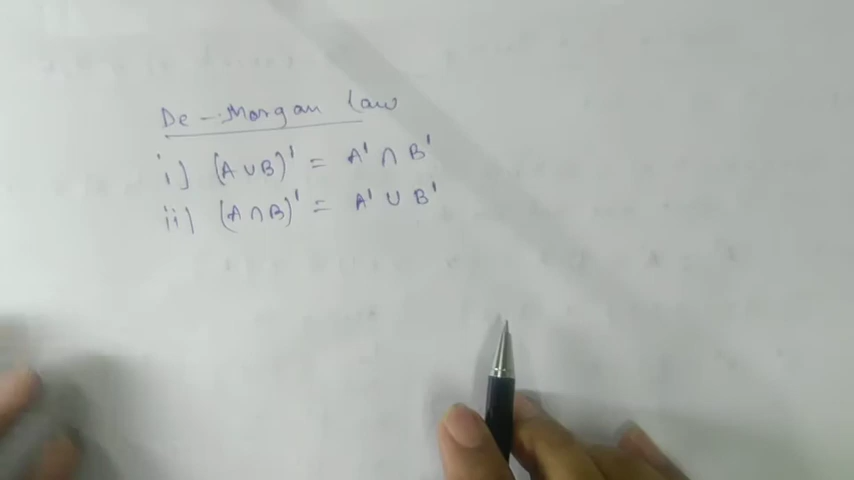 De-Morgan Law
i] (A ∪ B)' = A' ∩ B'
ii) (A ∩ B)' = A' ∪ B'